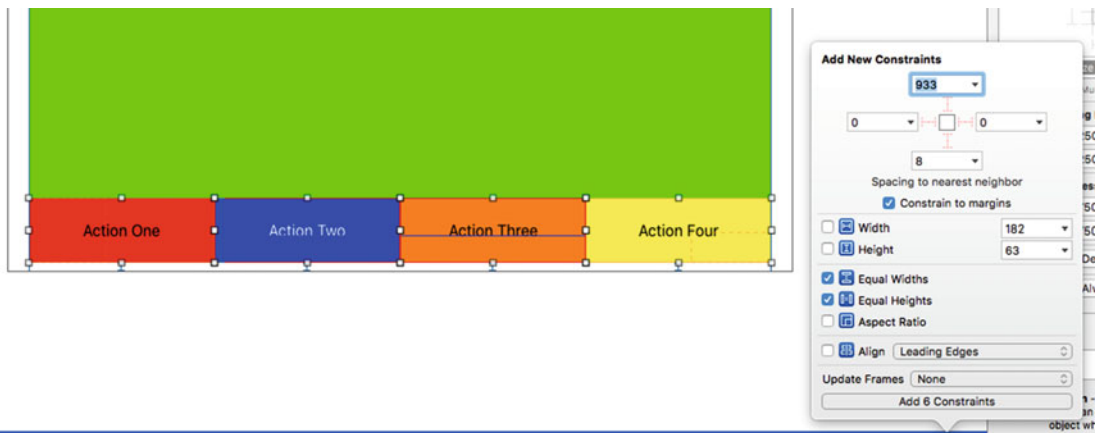 Add New Constraints
933
0 0
8
Spacing to nearest neighbor
Constrain to margins
Width 182
Height 63
Equal Widths
Equal Heights
Aspect Ratio
Align Leading Edges
Update Frames None
Add 6 Constraints
Action One Action Two Action Three Action Four
object